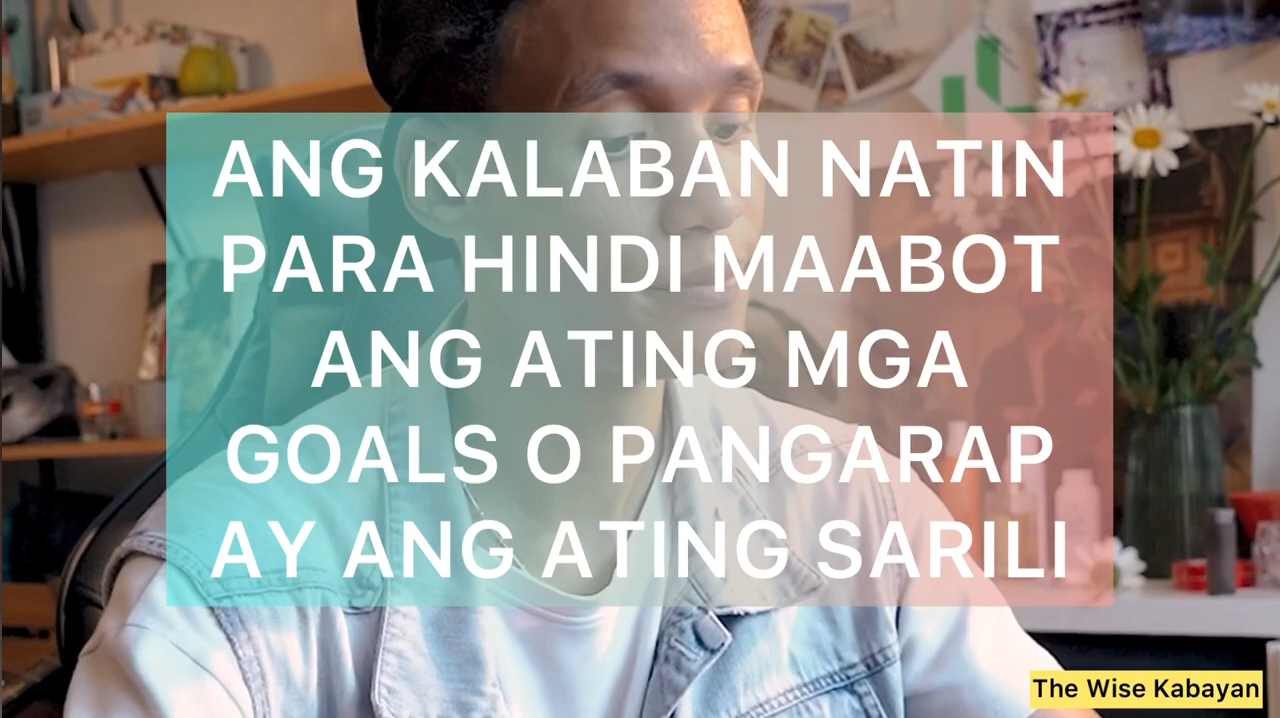 ANG KALABAN NATIN
PARA HINDI MAABOT
ANG ATING MGA
GOALS O PANGARAP
AY ANG ATING SARILI
The Wise Kabayan